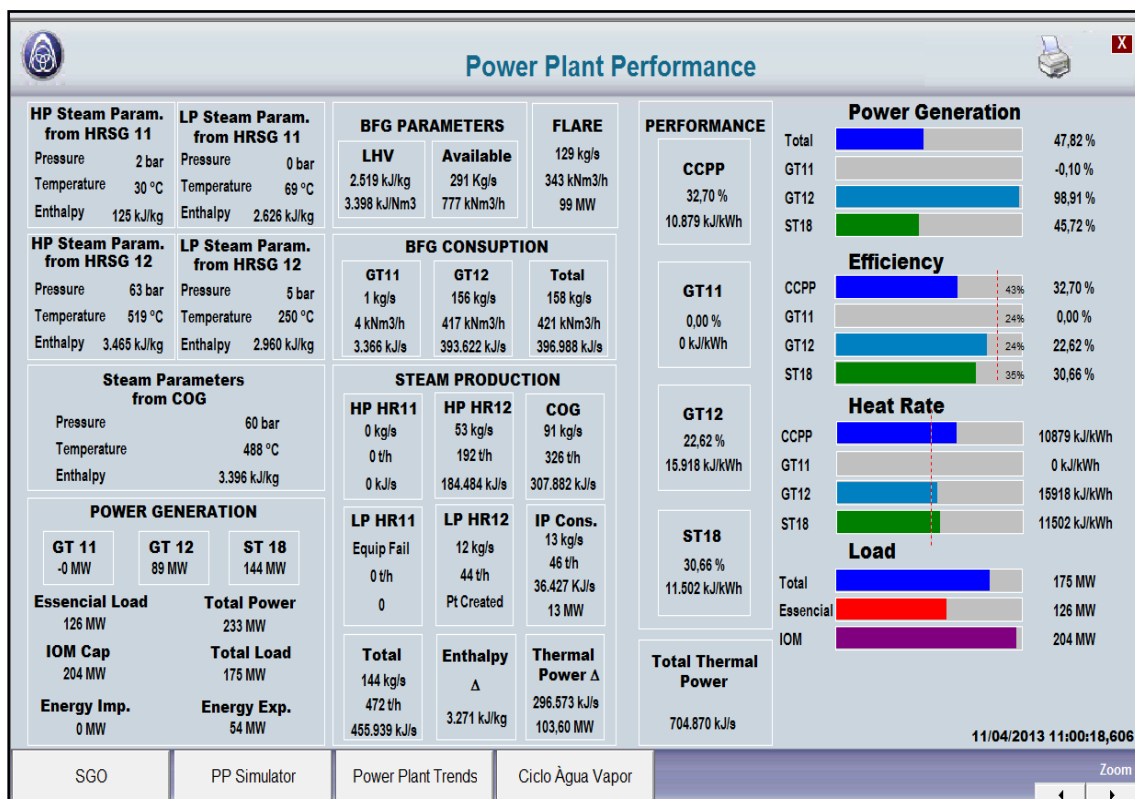 Power Plant Performance
X
HP Steam Param.
from HRSG 11
Pressure 2 bar
Temperature 30 ºC
Enthalpy 125 kJ/kg
LP Steam Param.
from HRSG 11
Pressure 0 bar
Temperature 69 ºC
Enthalpy 2.626 kJ/kg
HP Steam Param.
from HRSG 12
Pressure 63 bar
Temperature 519 ºC
Enthalpy 3.465 kJ/kg
LP Steam Param.
from HRSG 12
Pressure 5 bar
Temperature 250 ºC
Enthalpy 2.960 kJ/kg
Steam Parameters
from COG
Pressure 60 bar
Temperature 488 ºC
Enthalpy 3.396 kJ/kg
POWER GENERATION
GT 11
-0 MW
GT 12
89 MW
ST 18
144 MW
Essencial Load
126 MW
Total Power
233 MW
IOM Cap
204 MW
Total Load
175 MW
Energy Imp.
0 MW
Energy Exp.
54 MW
BFG PARAMETERS
LHV
2.519 kJ/kg
3.398 kJ/Nm3
Available
291 Kg/s
777 kNm3/h
FLARE
129 kg/s
343 kNm3/h
99 MW
BFG CONSUPTION
GT11
1 kg/s
4 kNm3/h
3.366 kJ/s
GT12
156 kg/s
417 kNm3/h
393.622 kJ/s
Total
158 kg/s
421 kNm3/h
396.988 kJ/s
STEAM PRODUCTION
HP HR11
0 kg/s
0 t/h
0 kJ/s
HP HR12
53 kg/s
192 t/h
184.484 kJ/s
COG
91 kg/s
326 t/h
307.882 kJ/s
LP HR11
Equip Fail
0 t/h
0
LP HR12
12 kg/s
44 t/h
Pt Created
IP Cons.
13 kg/s
46 t/h
36.427 KJ/s
13 MW
Total
144 kg/s
472 t/h
455.939 kJ/s
Enthalpy
Δ
3.271 kJ/kg
Thermal
Power Δ
296.573 kJ/s
103,60 MW
PERFORMANCE
CCPP
32,70 %
10.879 kJ/kWh
GT11
0,00 %
0 kJ/kWh
GT12
22,62 %
15.918 kJ/kWh
ST18
30,66 %
11.502 kJ/kWh
Total Thermal
Power
704.870 kJ/s
Power Generation
Total 47,82 %
GT11 -0,10 %
GT12 98,91 %
ST18 45,72 %
Efficiency
CCPP 43% 32,70 %
GT11 24% 0,00 %
GT12 24% 22,62 %
ST18 35% 30,66 %
Heat Rate
CCPP 10879 kJ/kWh
GT11 0 kJ/kWh
GT12 15918 kJ/kWh
ST18 11502 kJ/kWh
Load
Total 175 MW
Essencial 126 MW
IOM 204 MW
11/04/2013 11:00:18,606
SGO
PP Simulator
Power Plant Trends
Ciclo Àgua Vapor
Zoom